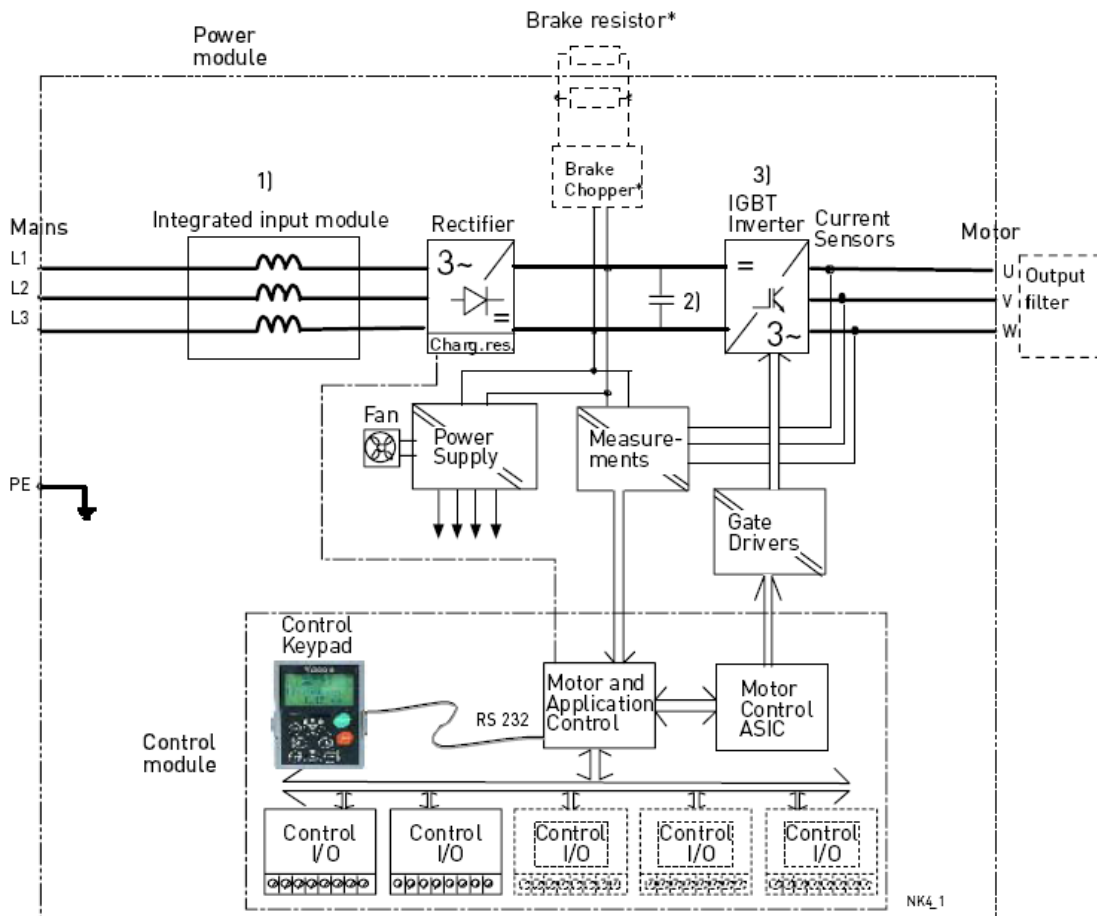 Brake resistor*
Power
module
Brake
Chopper*
1)
Integrated input module
Rectifier
3)
IGBT
Inverter
Current
Sensors
Mains
Motor
L1
L2
L3
3~
=
Charg.res.
2)
=
3~
U
V
W
Output
filter
Fan
Power
Supply
Measure-
ments
PE
Gate
Drivers
Control
Keypad
Control
module
RS 232
Motor and
Application
Control
Motor
Control
ASIC
Control
I/O
Control
I/O
Control
I/O
Control
I/O
Control
I/O
NK4_1